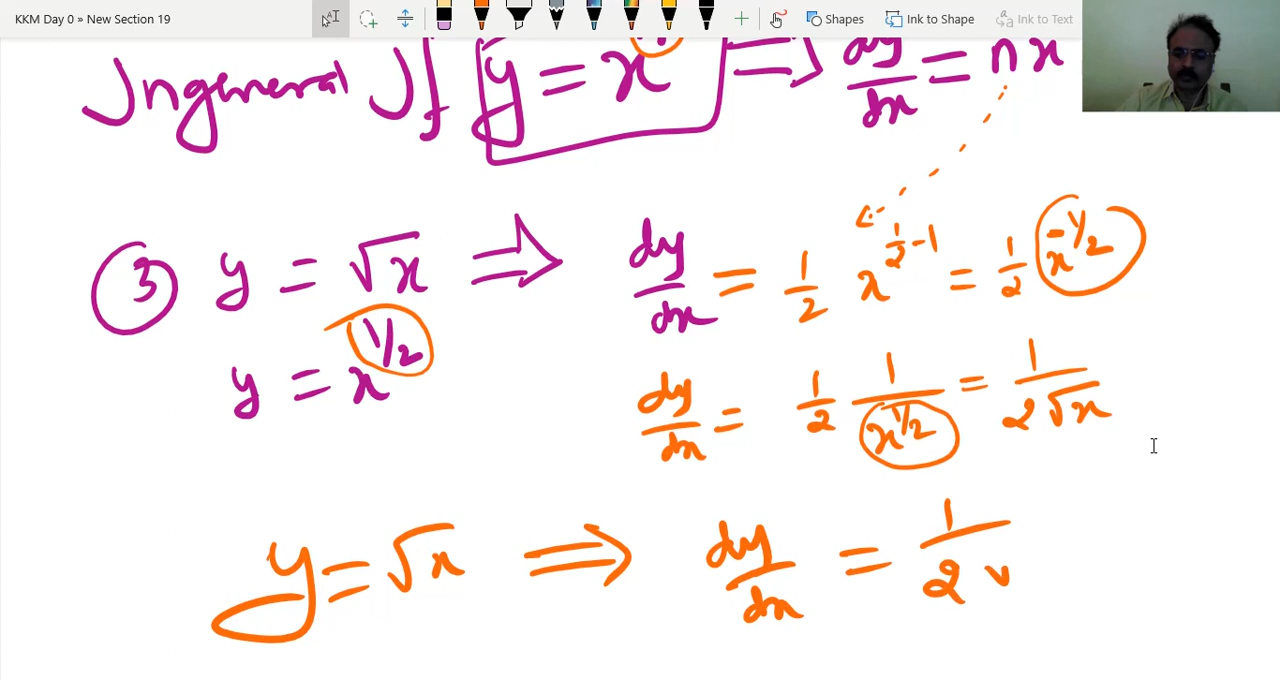 KKM Day 0 » New Section 19
Shapes Ink to Shape Ink to Text
In general If y = x ⇒ dy/dx = n x
③ y = √x ⇒ dy/dx = 1/2 x^(1/2 - 1) = 1/2 x^(-1/2)
y = x^(1/2)
dy/dx = 1/2 1/x^(1/2) = 1/(2√x)
y = √x ⇒ dy/dx = 1/2